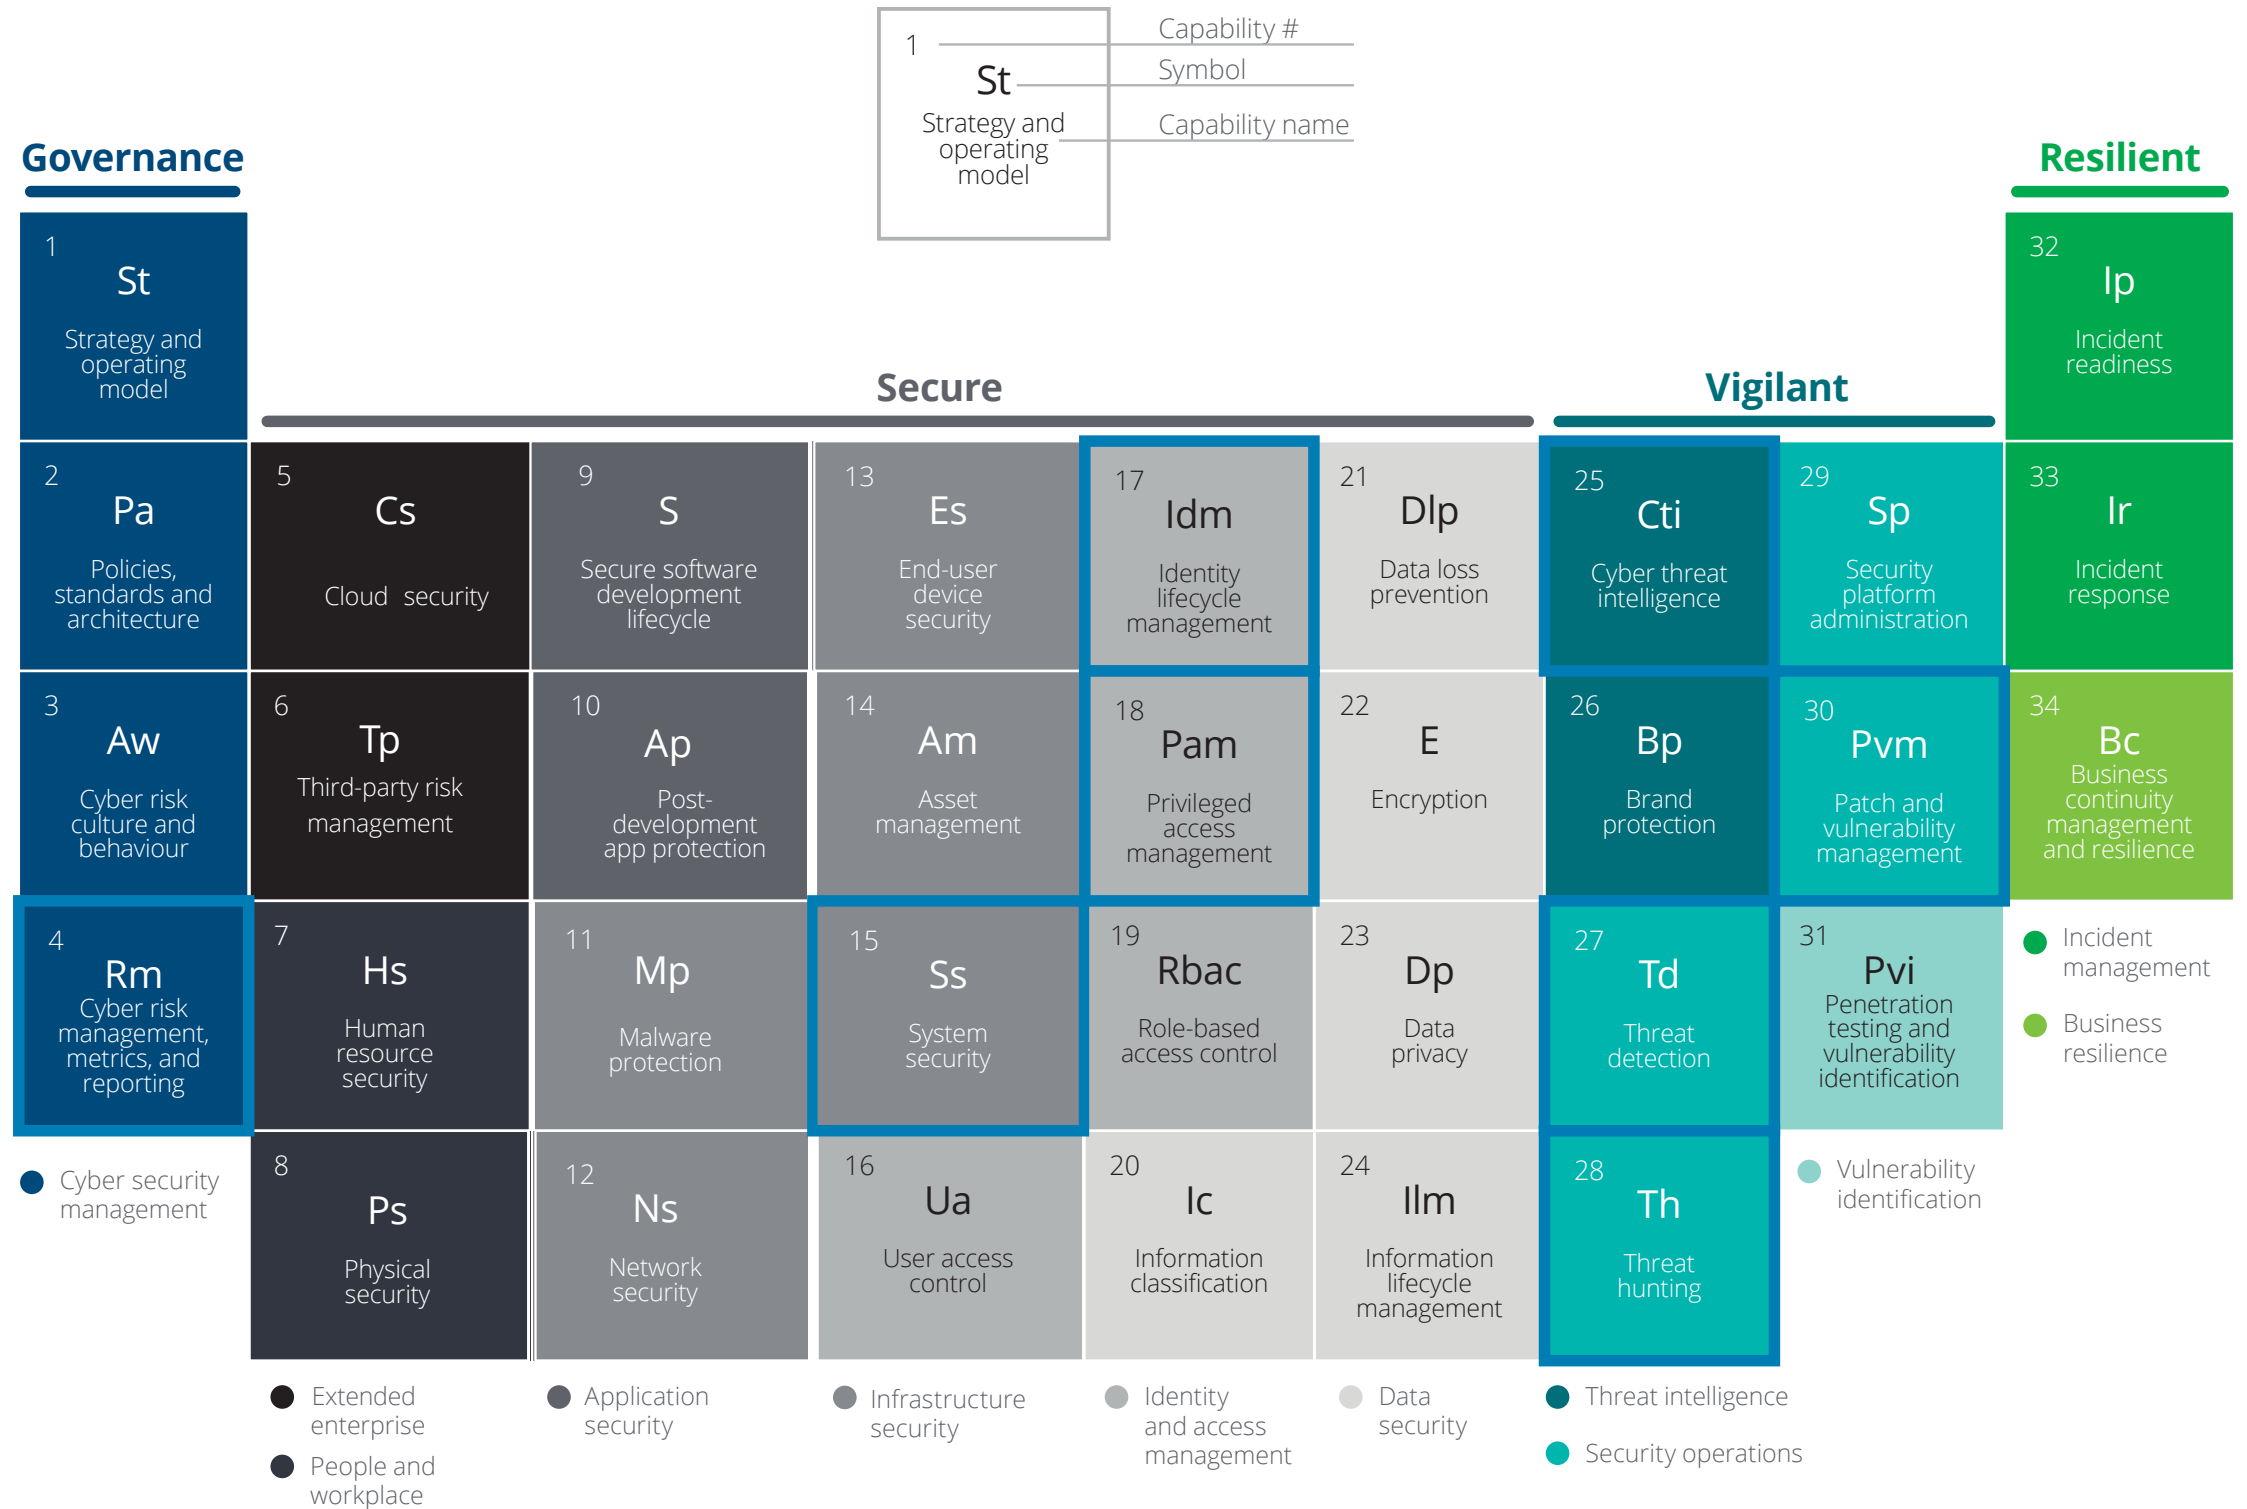 1
Capability #
St
Symbol
Strategy and
operating
model
Capability name
Governance
Resilient
Secure
Vigilant
1
St
Strategy and
operating
model
2
Pa
Policies,
standards and
architecture
3
Aw
Cyber risk
culture and
behaviour
4
Rm
Cyber risk
management,
metrics, and
reporting
Cyber security
management
5
Cs
Cloud security
6
Tp
Third-party risk
management
7
Hs
Human
resource
security
8
Ps
Physical
security
Extended
enterprise
People and
workplace
9
S
Secure software
development
lifecycle
10
Ap
Post-
development
app protection
11
Mp
Malware
protection
12
Ns
Network
security
Application
security
13
Es
End-user
device
security
14
Am
Asset
management
15
Ss
System
security
16
Ua
User access
control
Infrastructure
security
17
Idm
Identity
lifecycle
management
18
Pam
Privileged
access
management
19
Rbac
Role-based
access control
20
Ic
Information
classification
Identity
and access
management
21
Dlp
Data loss
prevention
22
E
Encryption
23
Dp
Data
privacy
24
Ilm
Information
lifecycle
management
Data
security
25
Cti
Cyber threat
intelligence
26
Bp
Brand
protection
27
Td
Threat
detection
28
Th
Threat
hunting
Threat intelligence
Security operations
29
Sp
Security
platform
administration
30
Pvm
Patch and
vulnerability
management
31
Pvi
Penetration
testing and
vulnerability
identification
Vulnerability
identification
32
Ip
Incident
readiness
33
Ir
Incident
response
34
Bc
Business
continuity
management
and resilience
Incident
management
Business
resilience